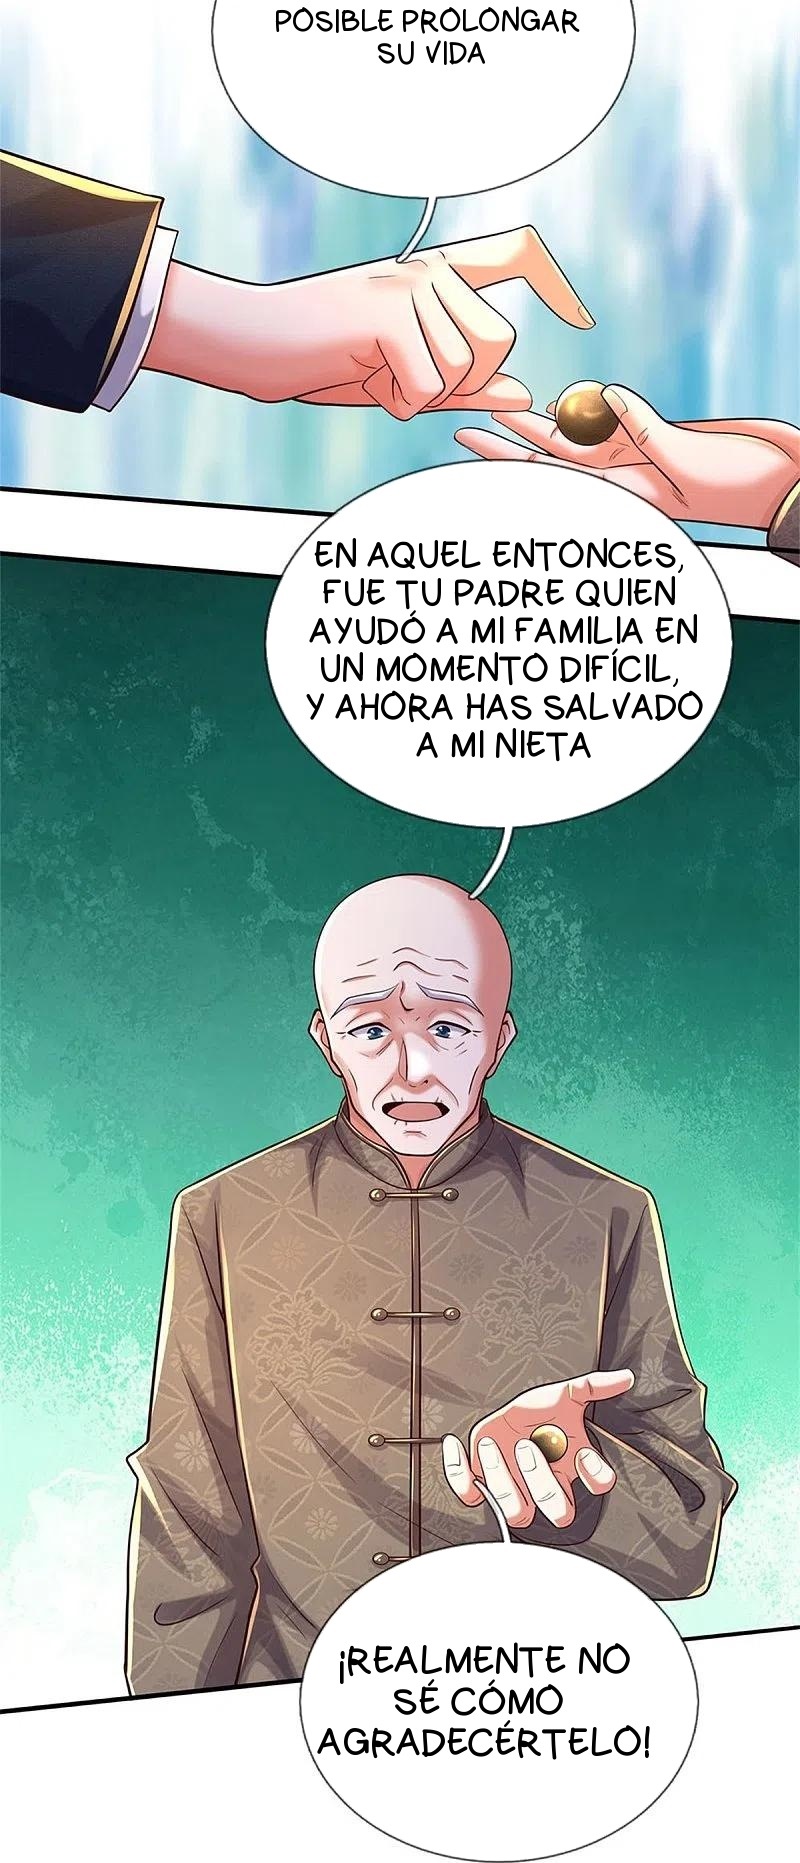 POSIBLE PROLONGAR
SU VIDA
EN AQUEL ENTONCES,
FUE TU PADRE QUIEN
AYUDÓ A MI FAMILIA EN
UN MOMENTO DIFÍCIL,
Y AHORA HAS SALVADO
A MI NIETA
¡REALMENTE NO
SÉ CÓMO
AGRADECÉRTELO!